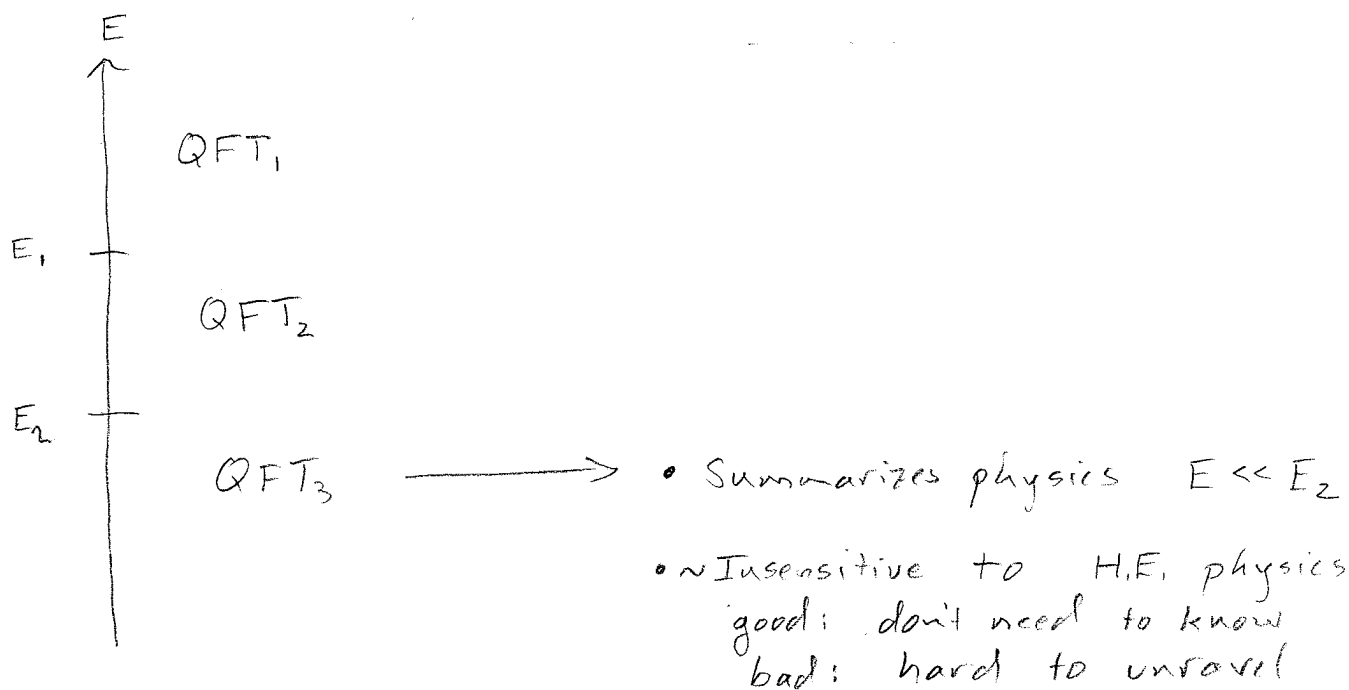 E
QFT₁
E₁
QFT₂
E₂
QFT₃ → • Summarizes physics E << E₂
• ~ Insensitive to H.E. physics
good: don't need to know
bad: hard to unravel